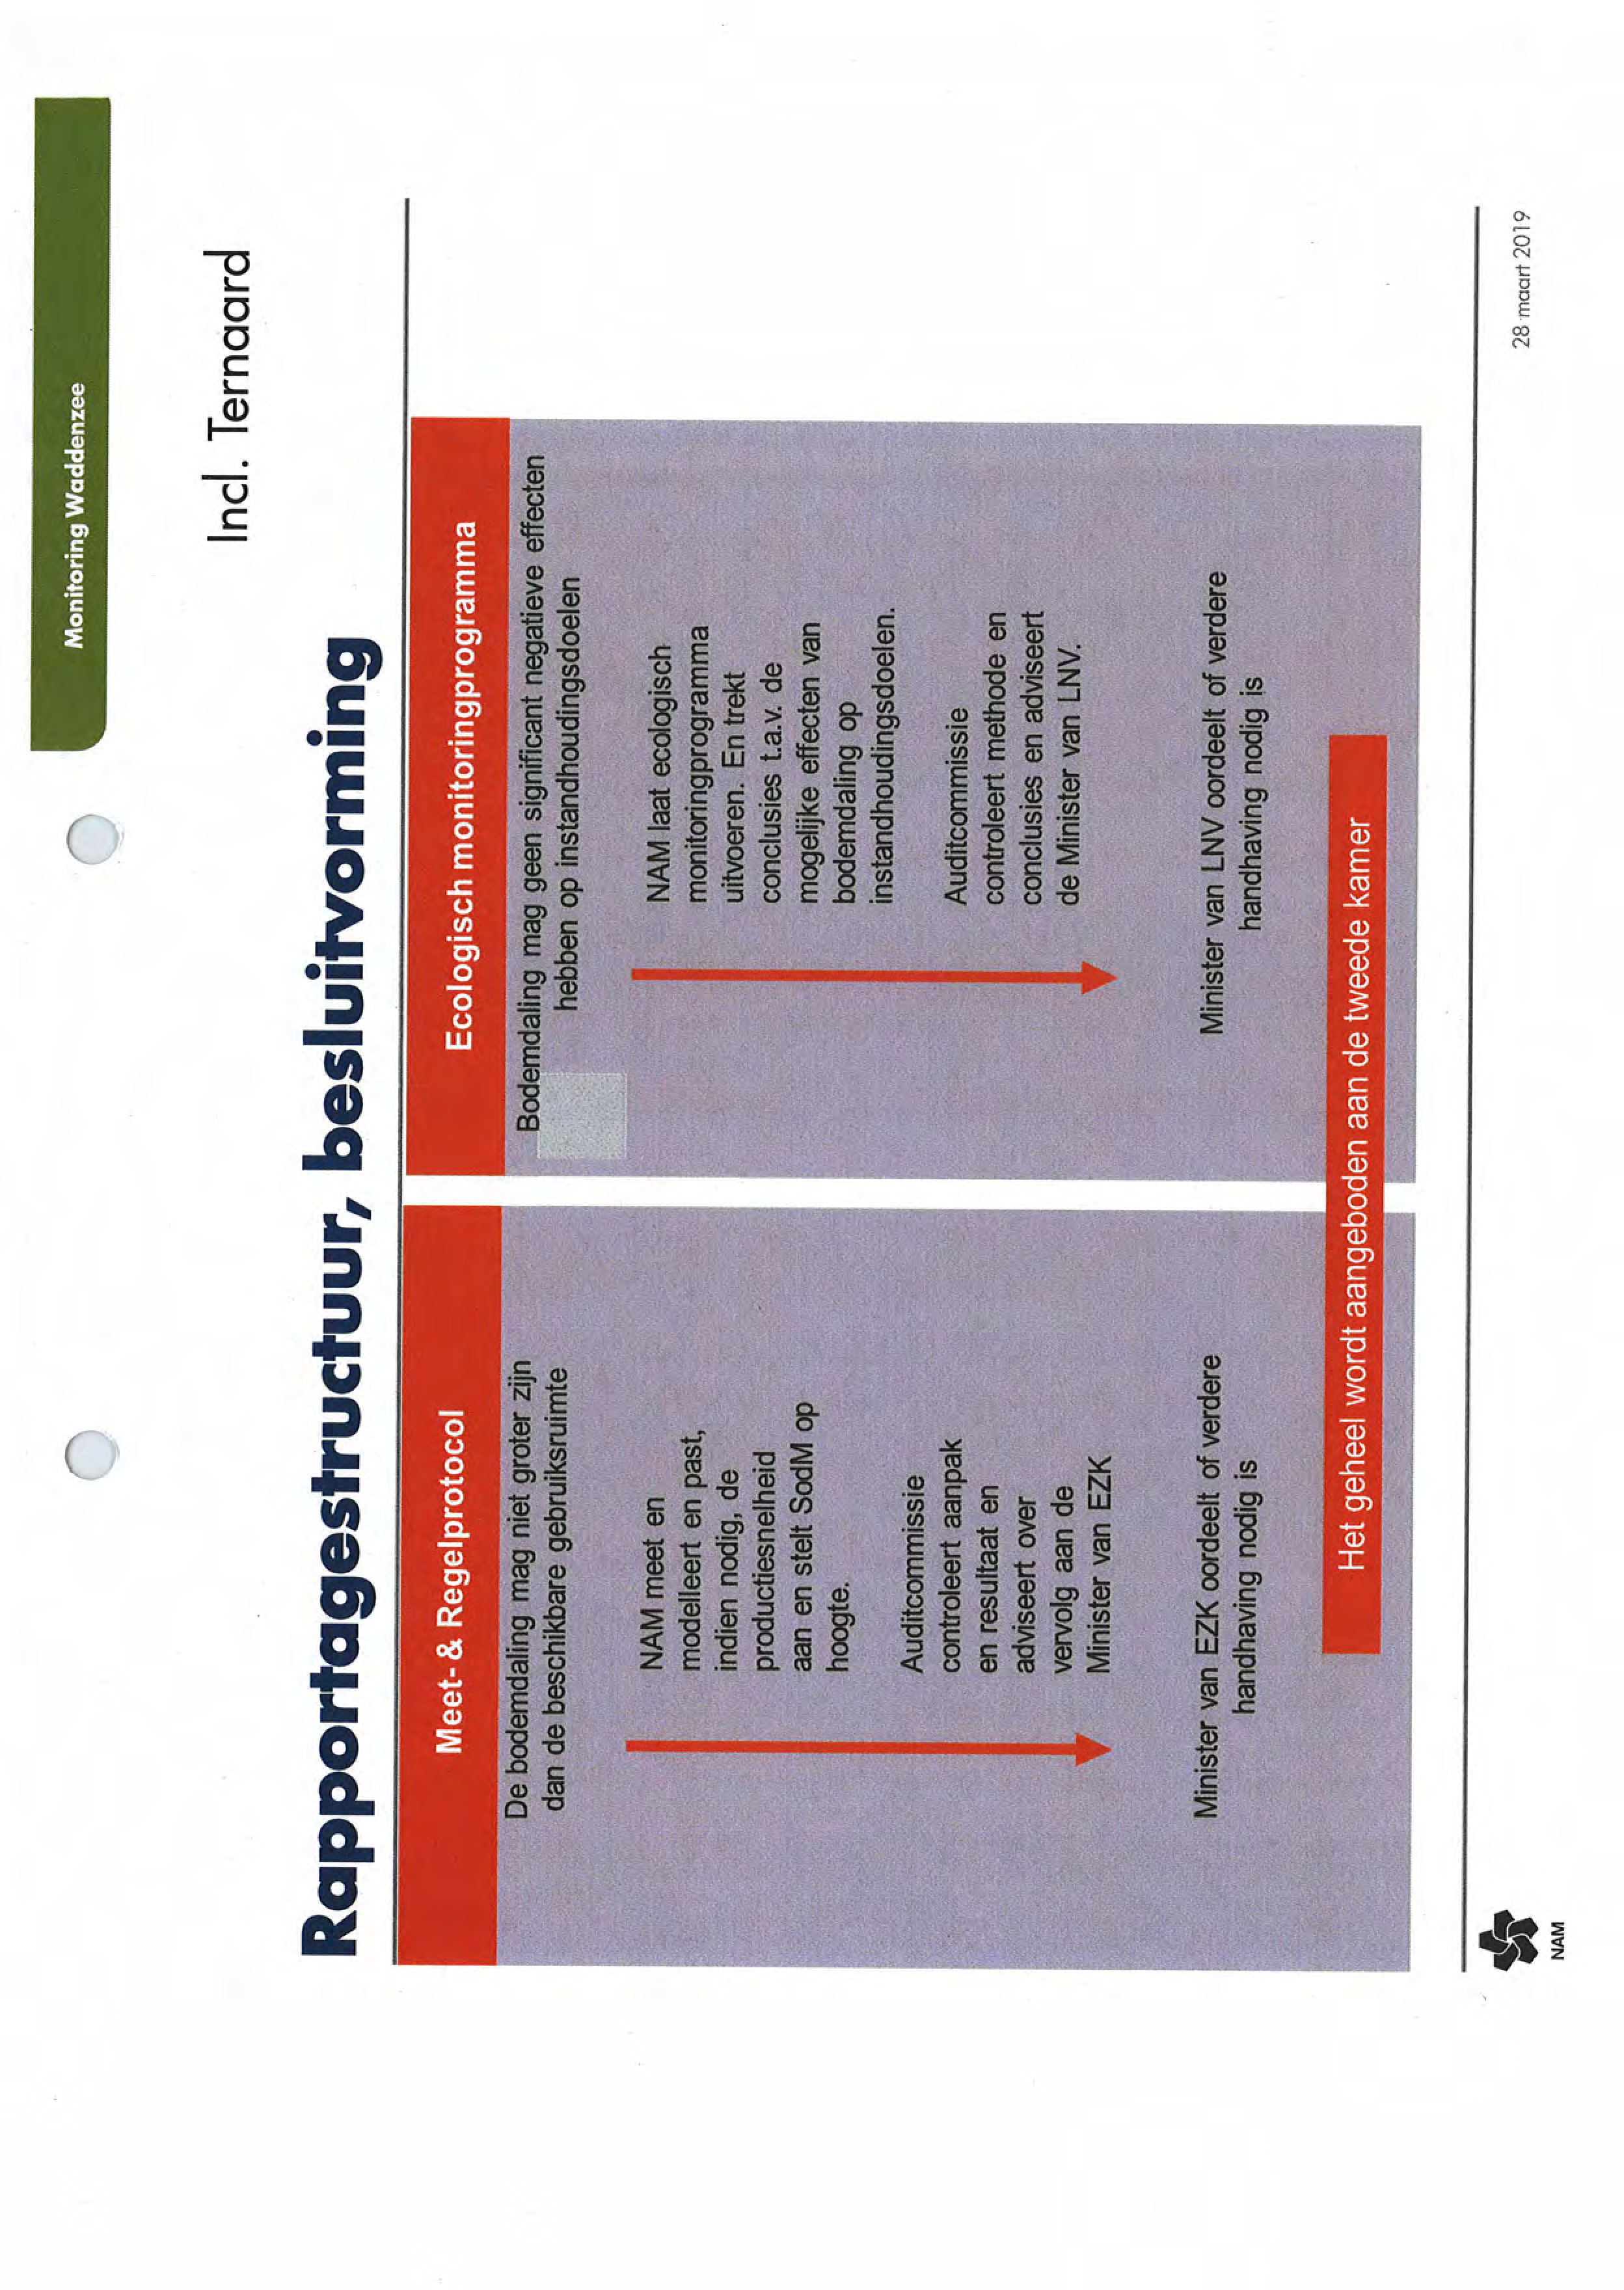 Monitoring Waddenzee
Incl. Ternaard
Rapportagestructuur, besluitvorming
Meet- & Regelprotocol
De bodemdaling mag niet groter zijn
dan de beschikbare gebruiksruimte
NAM meet en
modelleert en past,
indien nodig, de
productiesnelheid
aan en stelt SodM op
hoogte.
Auditcommissie
controleert aanpak
en resultaat en
adviseert over
vervolg aan de
Minister van EZK
Minister van EZK oordeelt of verdere
handhaving nodig is
Ecologisch monitoringprogramma
Bodemdaling mag geen significant negatieve effecten
hebben op instandhoudingsdoelen
NAM laat ecologisch
monitoringprogramma
uitvoeren. En trekt
conclusies t.a.v. de
mogelijke effecten van
bodemdaling op
instandhoudingsdoelen.
Auditcommissie
controleert methode en
conclusies en adviseert
de Minister van LNV.
Minister van LNV oordeelt of verdere
handhaving nodig is
Het geheel wordt aangeboden aan de tweede kamer
NAM
28 maart 2019